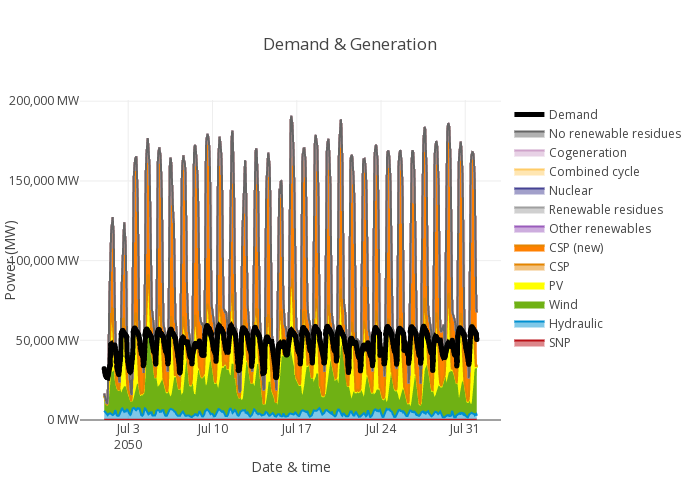 Demand & Generation
200,000 MW
150,000 MW
100,000 MW
50,000 MW
0 MW
Power (MW)
Jul 3
2050
Jul 10
Jul 17
Jul 24
Jul 31
Date & time
Demand
No renewable residues
Cogeneration
Combined cycle
Nuclear
Renewable residues
Other renewables
CSP (new)
CSP
PV
Wind
Hydraulic
SNP